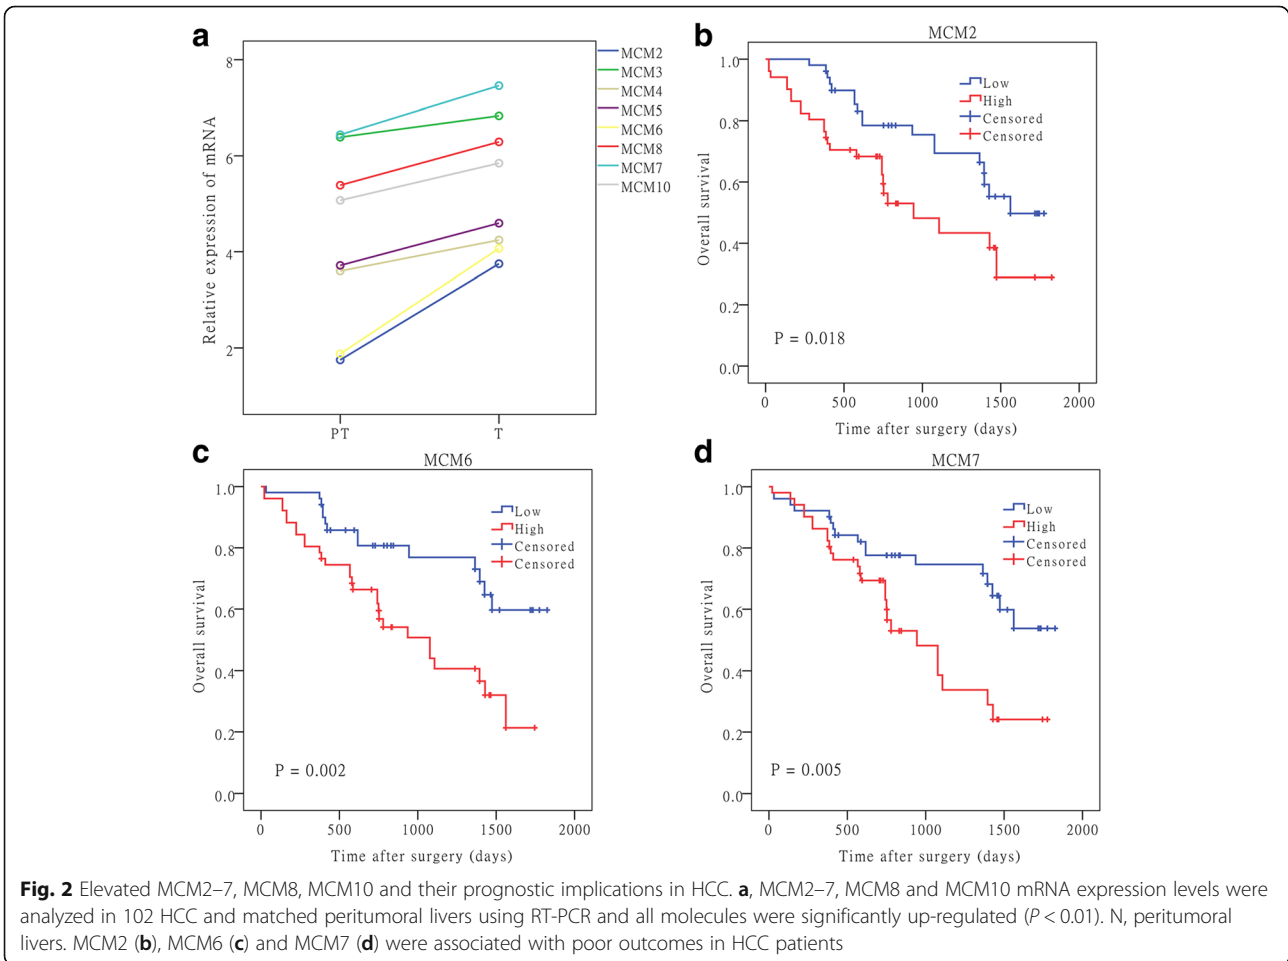 a
Relative expression of mRNA
8
6
4
2
PT
T
MCM2
MCM3
MCM4
MCM5
MCM6
MCM8
MCM7
MCM10
b
MCM2
Overall survival
1.0
0.8
0.6
0.4
0.2
0.0
Low
High
Censored
Censored
P = 0.018
0 500 1000 1500 2000
Time after surgery (days)
c
MCM6
Overall survival
1.0
0.8
0.6
0.4
0.2
0.0
Low
High
Censored
Censored
P = 0.002
0 500 1000 1500 2000
Time after surgery (days)
d
MCM7
Overall survival
1.0
0.8
0.6
0.4
0.2
0.0
Low
High
Censored
Censored
P = 0.005
0 500 1000 1500 2000
Time after surgery (days)
Fig. 2 Elevated MCM2–7, MCM8, MCM10 and their prognostic implications in HCC. a, MCM2–7, MCM8 and MCM10 mRNA expression levels were
analyzed in 102 HCC and matched peritumoral livers using RT-PCR and all molecules were significantly up-regulated (P < 0.01). N, peritumoral
livers. MCM2 (b), MCM6 (c) and MCM7 (d) were associated with poor outcomes in HCC patients